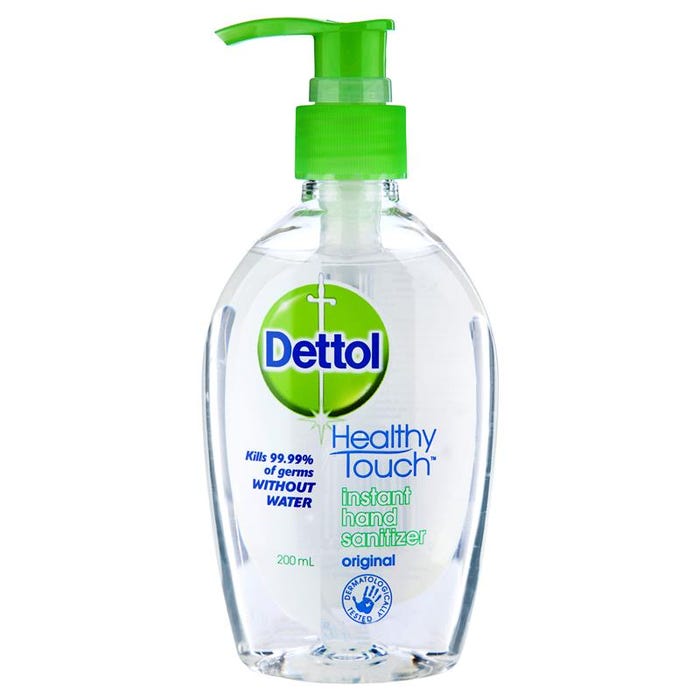 Dettol
Healthy
Touch™
Kills 99.99%
of germs
WITHOUT
WATER
instant
hand
sanitizer
original
200 mL
DERMATOLOGICALLY
TESTED